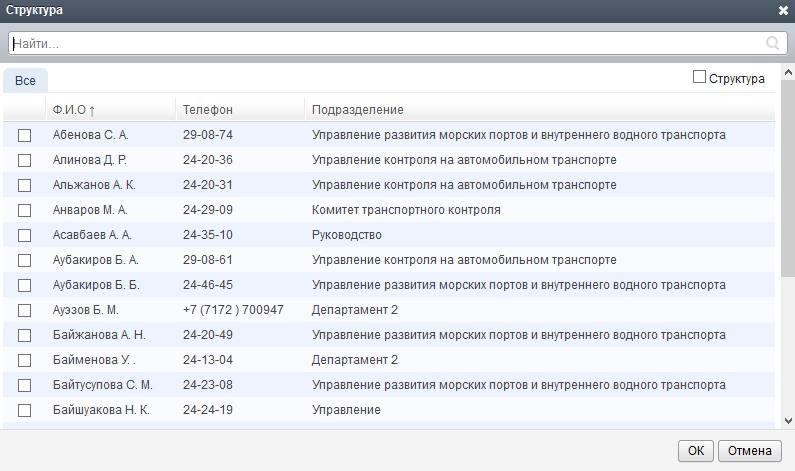 Структура
Найти...
Все
Структура
Ф.И.О ↑ Телефон Подразделение
Абенова С. А. 29-08-74 Управление развития морских портов и внутреннего водного транспорта
Алинова Д. Р. 24-20-36 Управление контроля на автомобильном транспорте
Альжанов А. К. 24-20-31 Управление контроля на автомобильном транспорте
Анваров М. А. 24-29-09 Комитет транспортного контроля
Асавбаев А. А. 24-35-10 Руководство
Аубакиров Б. А. 29-08-61 Управление контроля на автомобильном транспорте
Аубакиров Б. Б. 24-46-45 Управление развития морских портов и внутреннего водного транспорта
Ауэзов Б. М. +7 (7172 ) 700947 Департамент 2
Байжанова А. Н. 24-20-49 Управление развития морских портов и внутреннего водного транспорта
Байменова У. . 24-13-04 Департамент 2
Байтусупова С. М. 24-23-08 Управление развития морских портов и внутреннего водного транспорта
Байшуакова Н. К. 24-24-19 Управление
ОК Отмена